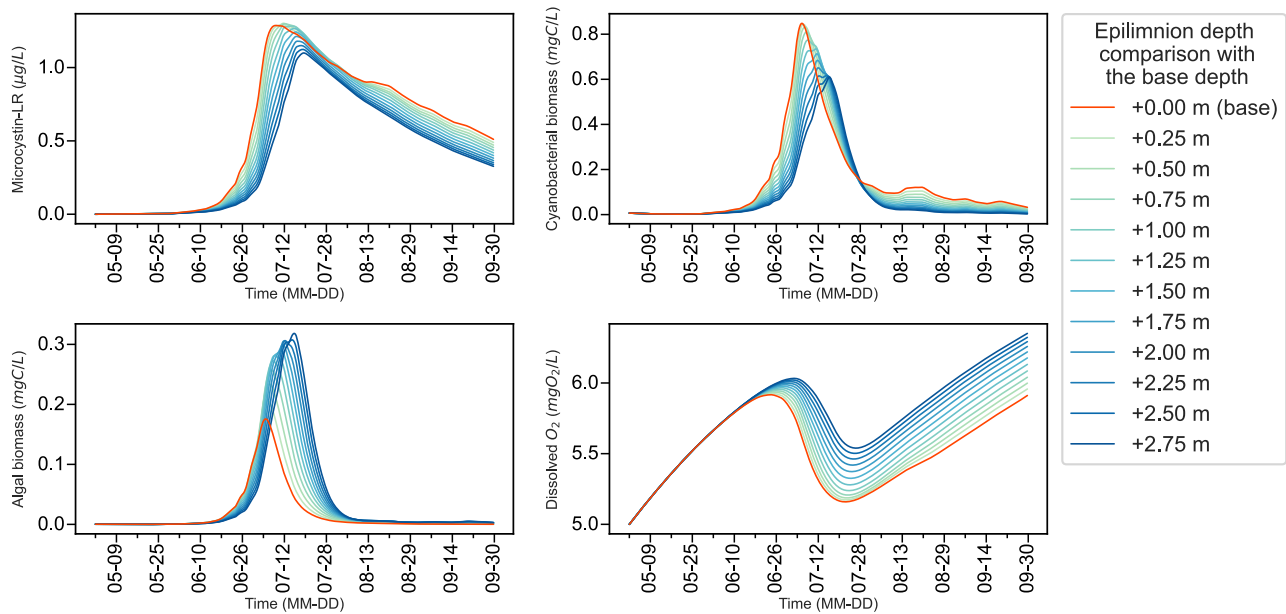 Microcystin-LR (μg/L)
1.0
0.5
0.0
05-09
05-25
06-10
06-26
07-12
07-28
08-13
08-29
09-14
09-30
Time (MM-DD)
Cyanobacterial biomass (mgC/L)
0.8
0.6
0.4
0.2
0.0
05-09
05-25
06-10
06-26
07-12
07-28
08-13
08-29
09-14
09-30
Time (MM-DD)
Algal biomass (mgC/L)
0.3
0.2
0.1
0.0
05-09
05-25
06-10
06-26
07-12
07-28
08-13
08-29
09-14
09-30
Time (MM-DD)
Dissolved O₂ (mgO₂/L)
6.0
5.5
5.0
05-09
05-25
06-10
06-26
07-12
07-28
08-13
08-29
09-14
09-30
Time (MM-DD)
Epilimnion depth
comparison with
the base depth
+0.00 m (base)
+0.25 m
+0.50 m
+0.75 m
+1.00 m
+1.25 m
+1.50 m
+1.75 m
+2.00 m
+2.25 m
+2.50 m
+2.75 m